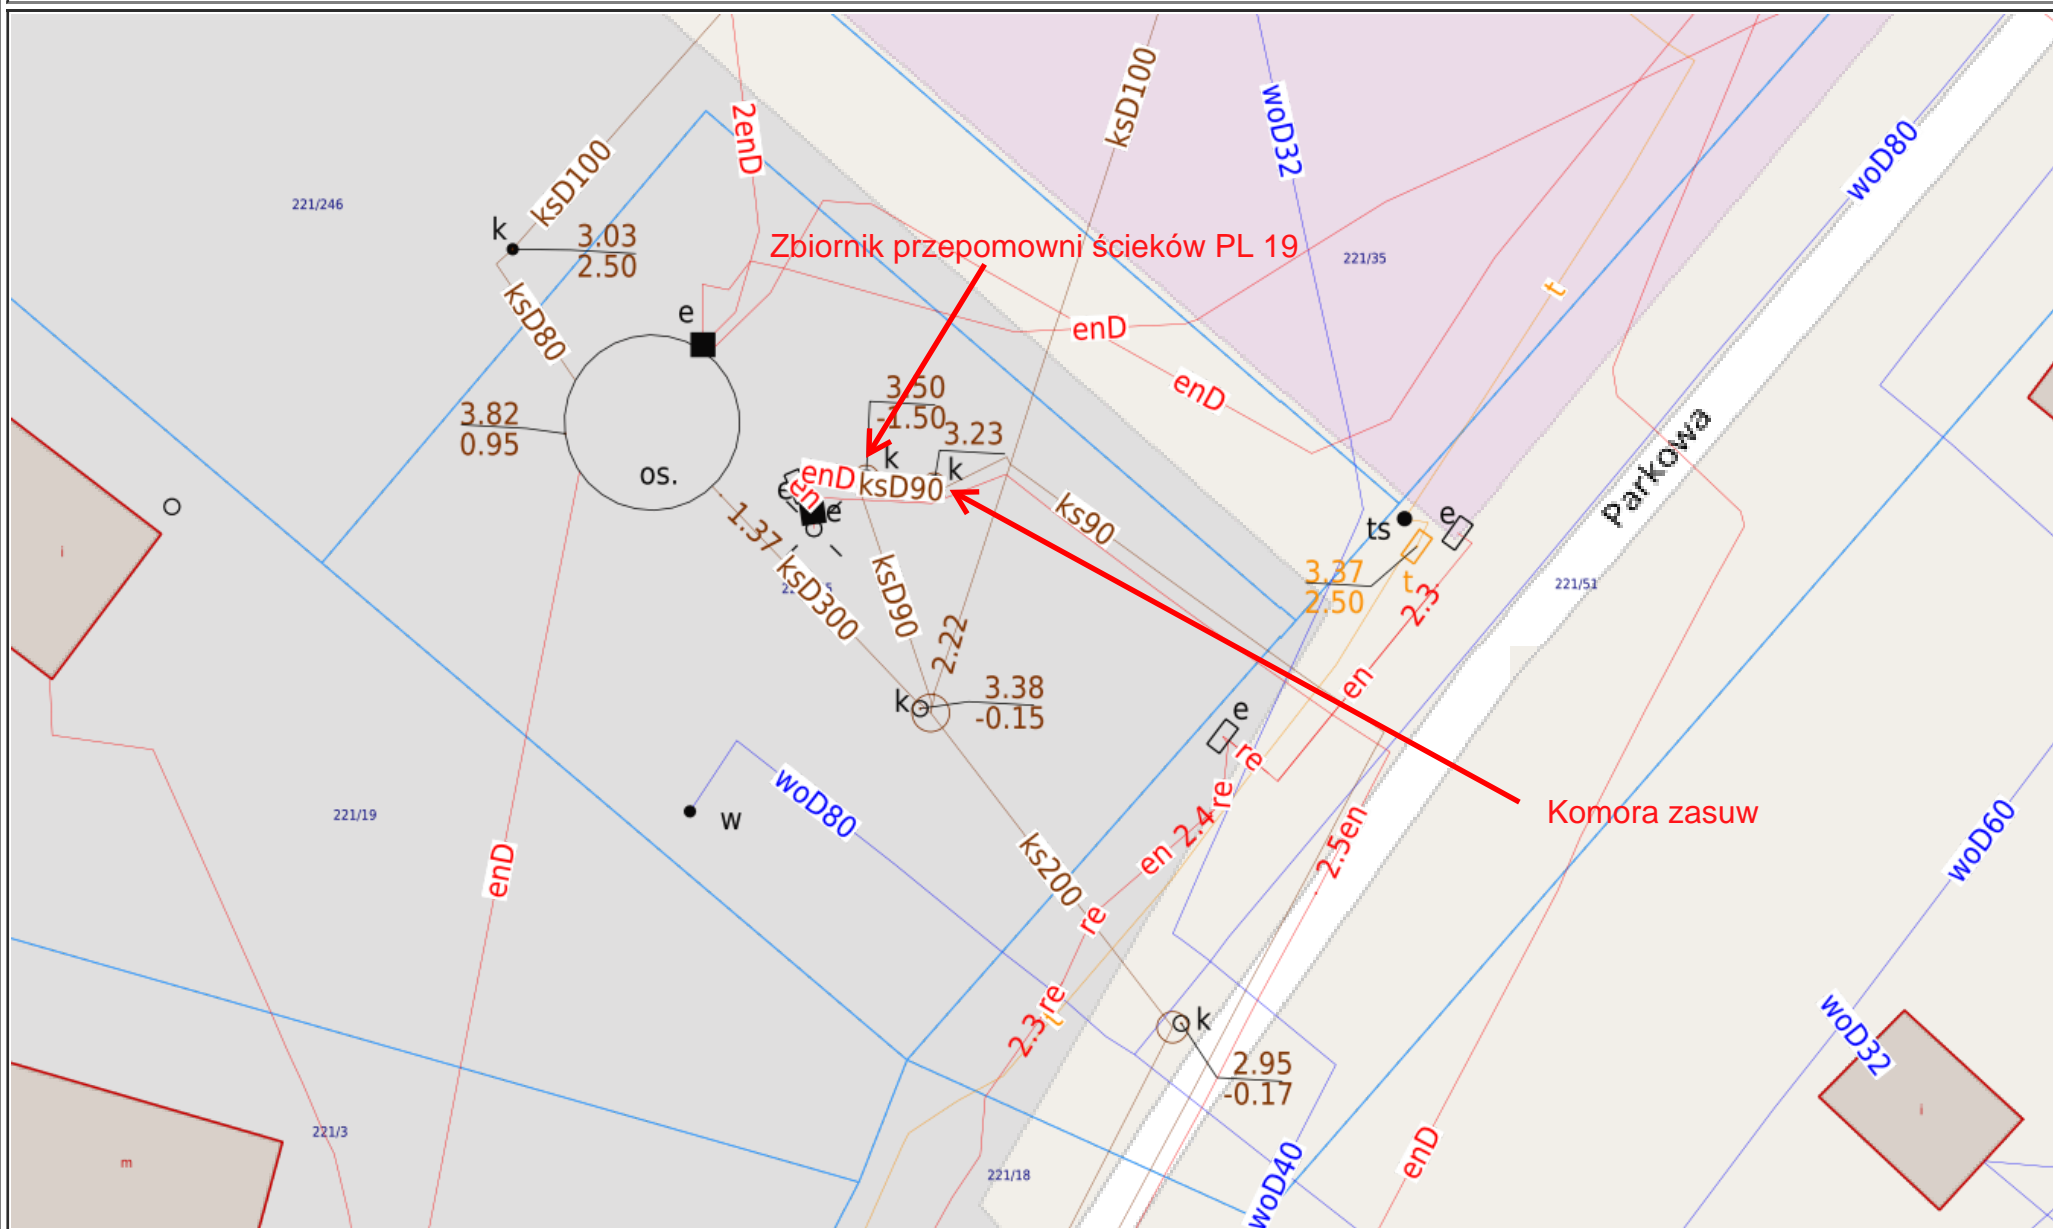 ksD100
2enD
ksD100
woD32
woD80
221/246
k
3.03
2.50
Zbiornik przepomowni ścieków PL 19
221/35
t
ksD80
e
enD
enD
3.82
0.95
os.
3.50
-1.50
3.23
k
k
enD
ksD90
en
e
e
1.37
ksD300
ksD90
2.22
ks90
ts
e
3.37
2.50
t
2.3
Parkowa
221/51
i
k
3.38
-0.15
en
e
re
re
w
woD80
2.4
en
2.5en
Komora zasuw
221/19
enD
ks200
re
woD60
2.3
re
t
k
2.95
-0.17
woD32
i
221/3
m
221/18
woD40
enD